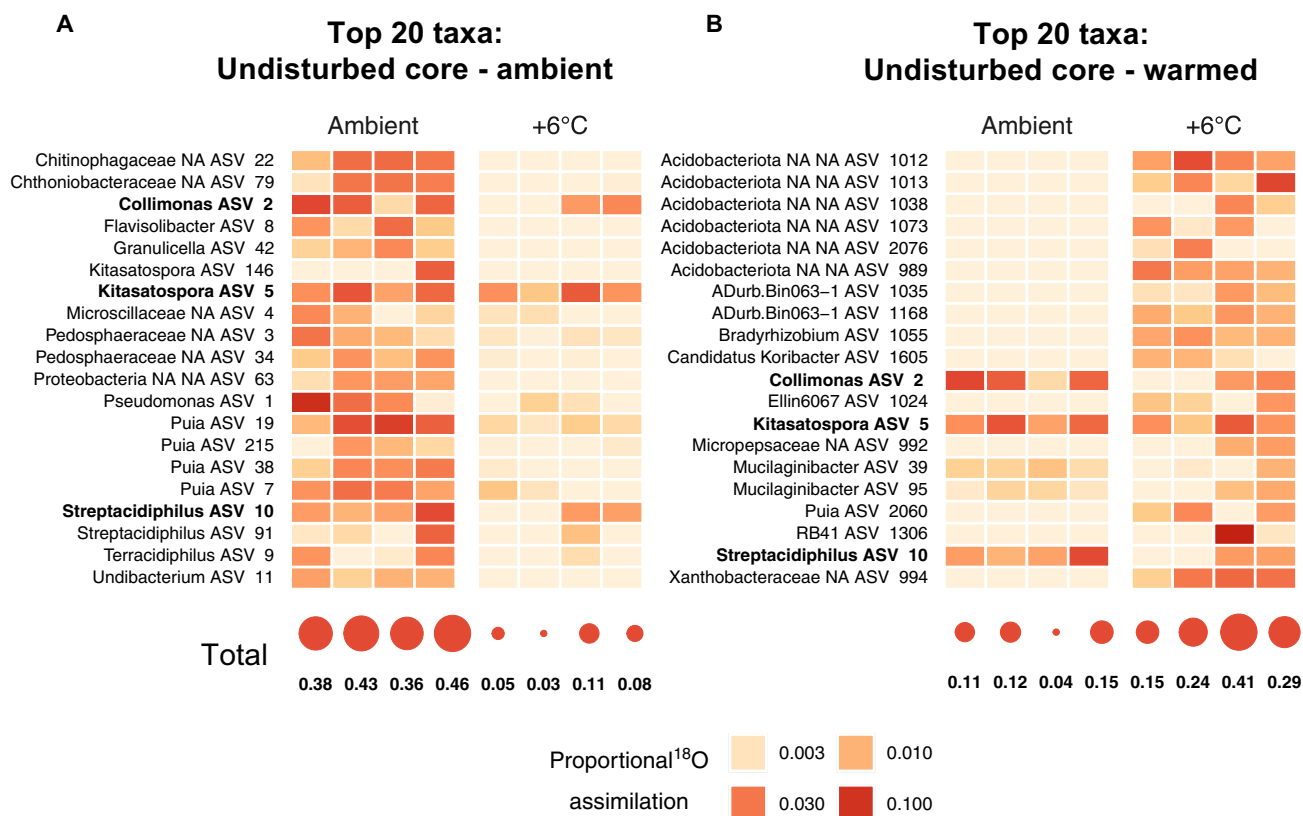 A
Top 20 taxa:
Undisturbed core - ambient
Ambient +6°C
Chitinophagaceae NA ASV 22
Chthoniobacteraceae NA ASV 79
Collimonas ASV 2
Flavisolibacter ASV 8
Granulicella ASV 42
Kitasatospora ASV 146
Kitasatospora ASV 5
Microscillaceae NA ASV 4
Pedosphaeraceae NA ASV 3
Pedosphaeraceae NA ASV 34
Proteobacteria NA NA ASV 63
Pseudomonas ASV 1
Puia ASV 19
Puia ASV 215
Puia ASV 38
Puia ASV 7
Streptacidiphilus ASV 10
Streptacidiphilus ASV 91
Terracidiphilus ASV 9
Undibacterium ASV 11
Total
0.38 0.43 0.36 0.46 0.05 0.03 0.11 0.08
B
Top 20 taxa:
Undisturbed core - warmed
Ambient +6°C
Acidobacteriota NA NA ASV 1012
Acidobacteriota NA NA ASV 1013
Acidobacteriota NA NA ASV 1038
Acidobacteriota NA NA ASV 1073
Acidobacteriota NA NA ASV 2076
Acidobacteriota NA NA ASV 989
ADurb.Bin063−1 ASV 1035
ADurb.Bin063−1 ASV 1168
Bradyrhizobium ASV 1055
Candidatus Koribacter ASV 1605
Collimonas ASV 2
Ellin6067 ASV 1024
Kitasatospora ASV 5
Micropepsaceae NA ASV 992
Mucilaginibacter ASV 39
Mucilaginibacter ASV 95
Puia ASV 2060
RB41 ASV 1306
Streptacidiphilus ASV 10
Xanthobacteraceae NA ASV 994
0.11 0.12 0.04 0.15 0.15 0.24 0.41 0.29
Proportional¹⁸O 0.003 0.010
assimilation 0.030 0.100